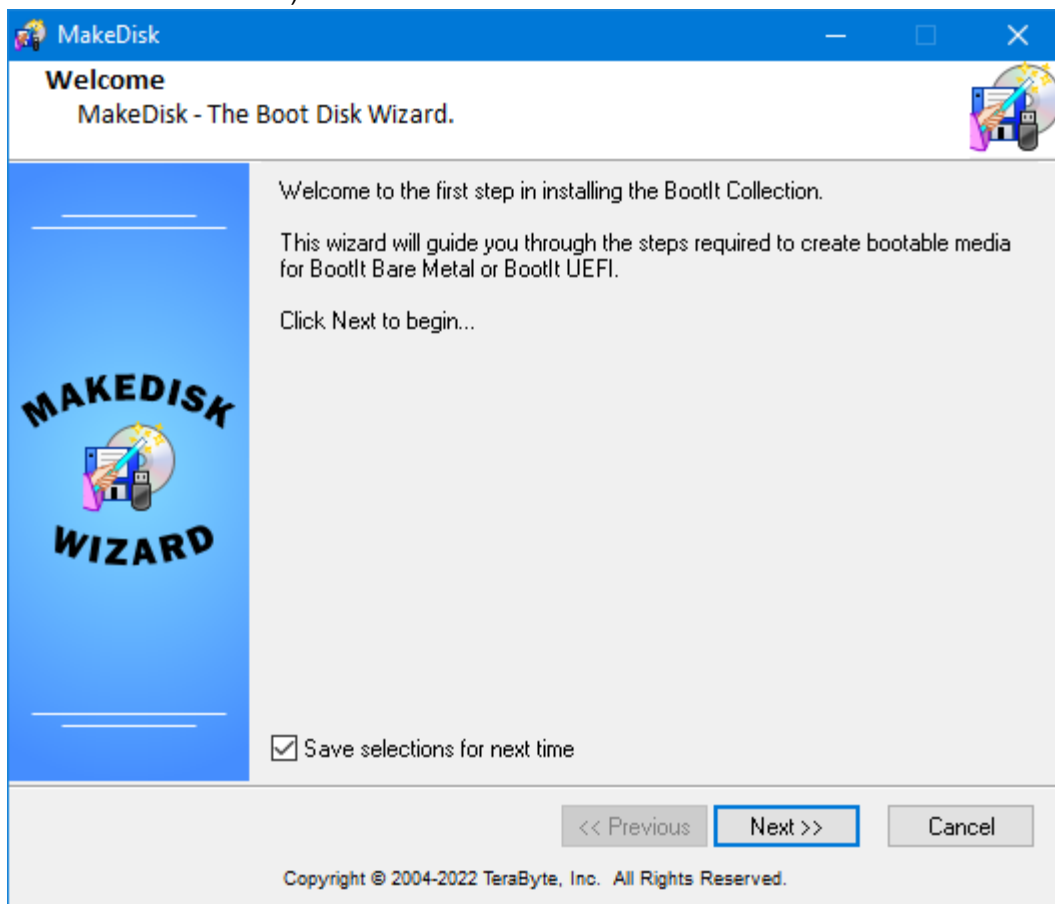 MakeDisk
Welcome
MakeDisk - The Boot Disk Wizard.
Welcome to the first step in installing the BootIt Collection.
This wizard will guide you through the steps required to create bootable media
for BootIt Bare Metal or BootIt UEFI.
Click Next to begin...
MAKEDISK
WIZARD
Save selections for next time
<< Previous
Next >>
Cancel
Copyright © 2004-2022 TeraByte, Inc. All Rights Reserved.